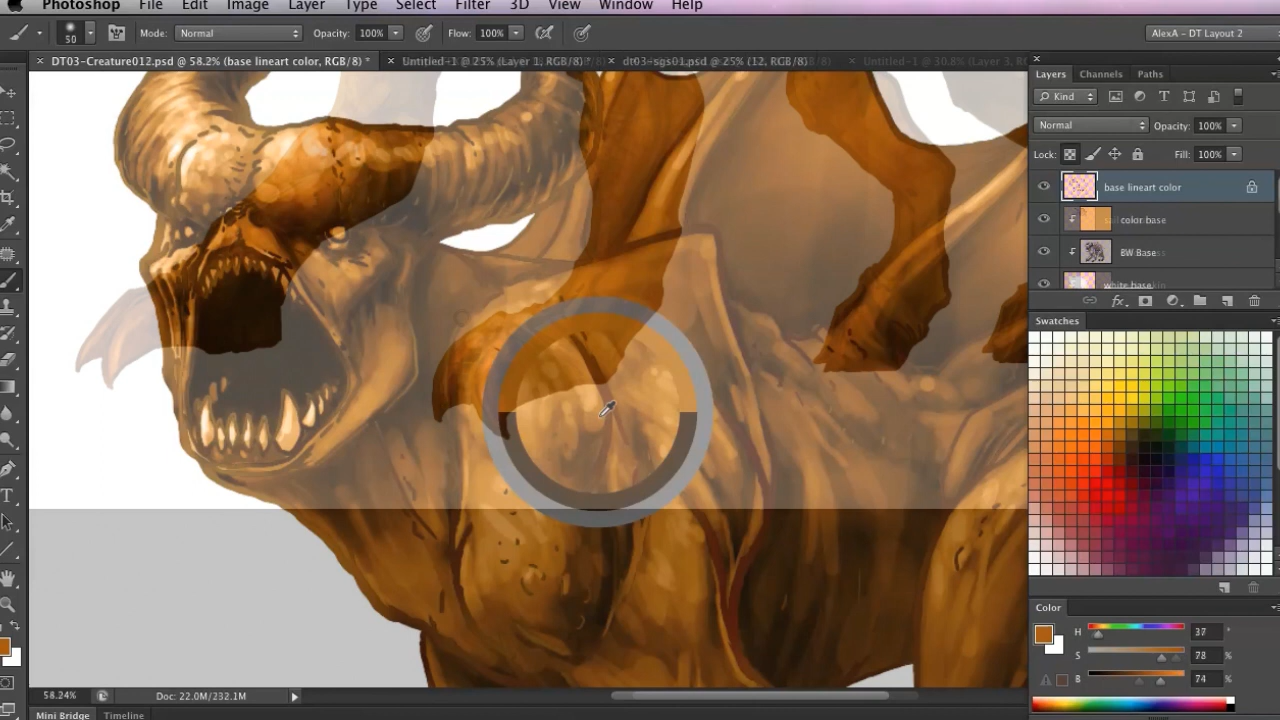 Photoshop File Edit Image Layer Type Select Filter 3D View Window Help
50 Mode: Normal Opacity: 100% Flow: 100% AlexA - DT Layout 2
× DT03-Creature012.psd @ 58.2% (base lineart color, RGB/8) * × Untitled-1 @ 25% (Layer 1, RGB/8) × dt03-sgs01.psd @ 25% (12, RGB/8) × Untitled-1 @ 30.8% (Layer 3, RGB/8)
Layers Channels Paths
Kind
Normal Opacity: 100%
Lock: Fill: 100%
base lineart color
color base
BW Base
white base
fx
Swatches
Color
H 37 °
S 78 %
B 74 %
58.24% Doc: 22.0M/232.1M
Mini Bridge Timeline